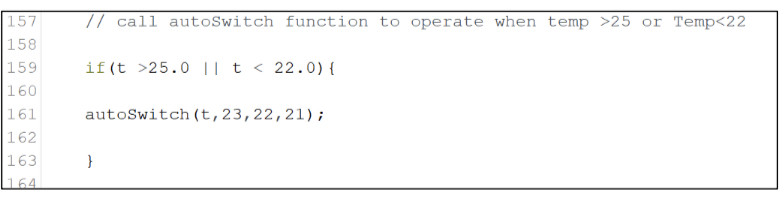 157 // call autoSwitch function to operate when temp >25 or Temp<22
158
159 if(t >25.0 || t < 22.0){
160
161 autoSwitch(t,23,22,21);
162
163 }
164